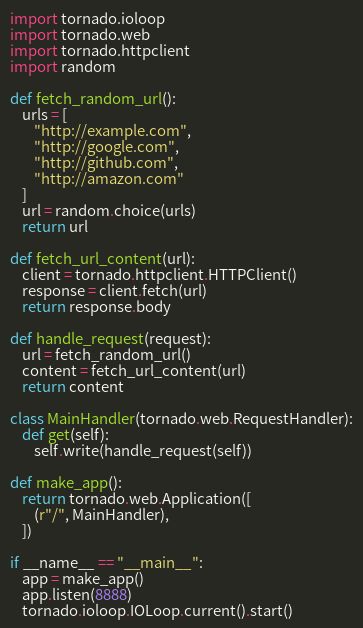 import tornado.ioloop
import tornado.web
import tornado.httpclient
import random

def fetch_random_url():
    urls = [
        "http://example.com",
        "http://google.com",
        "http://github.com",
        "http://amazon.com"
    ]
    url = random.choice(urls)
    return url

def fetch_url_content(url):
    client = tornado.httpclient.HTTPClient()
    response = client.fetch(url)
    return response.body

def handle_request(request):
    url = fetch_random_url()
    content = fetch_url_content(url)
    return content

class MainHandler(tornado.web.RequestHandler):
    def get(self):
        self.write(handle_request(self))

def make_app():
    return tornado.web.Application([
        (r"/", MainHandler),
    ])

if __name__ == "__main__":
    app = make_app()
    app.listen(8888)
    tornado.ioloop.IOLoop.current().start()